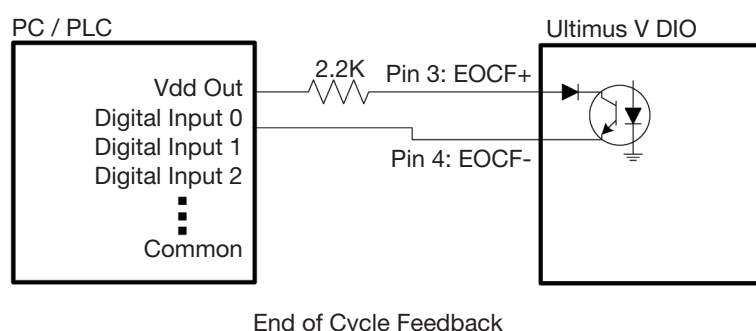 PC / PLC
Ultimus V DIO
Vdd Out
2.2K
Pin 3: EOCF+
Digital Input 0
Digital Input 1
Pin 4: EOCF-
Digital Input 2
Common
End of Cycle Feedback